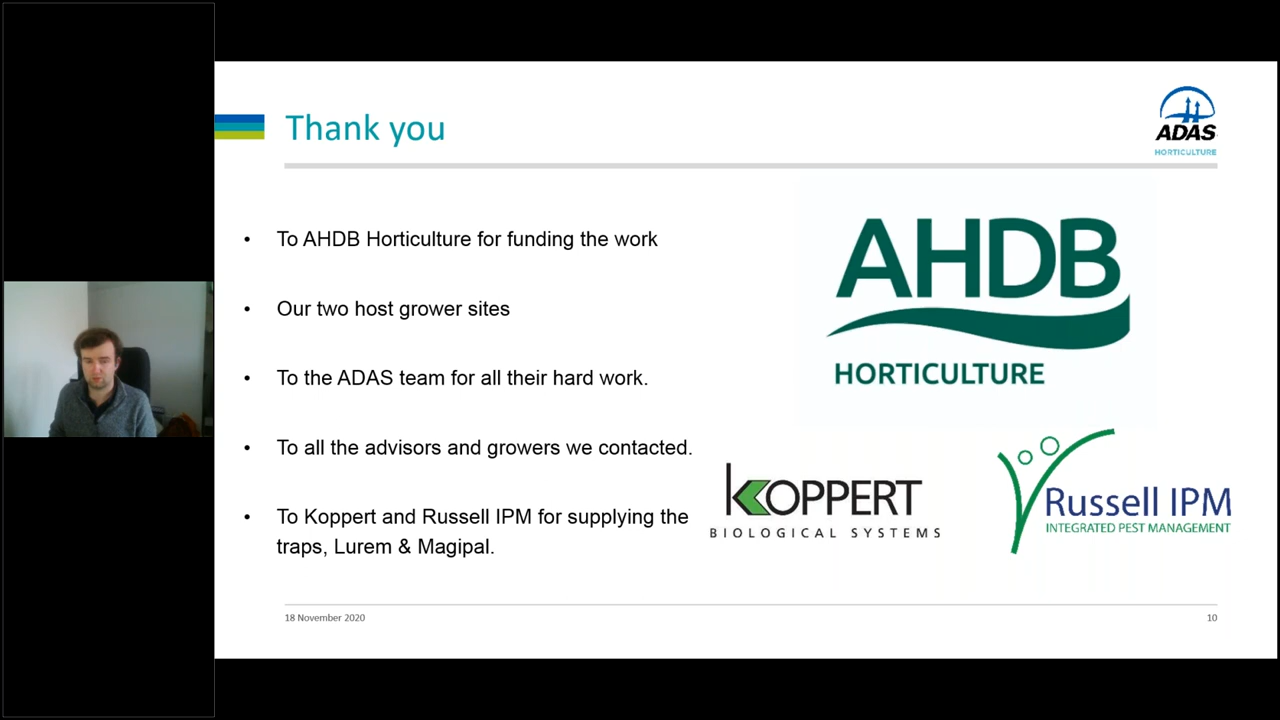 Thank you
ADAS
HORTICULTURE
• To AHDB Horticulture for funding the work
• Our two host grower sites
• To the ADAS team for all their hard work.
• To all the advisors and growers we contacted.
• To Koppert and Russell IPM for supplying the
traps, Lurem & Magipal.
AHDB
HORTICULTURE
KOPPERT
BIOLOGICAL SYSTEMS
Russell IPM
INTEGRATED PEST MANAGEMENT
18 November 2020
10